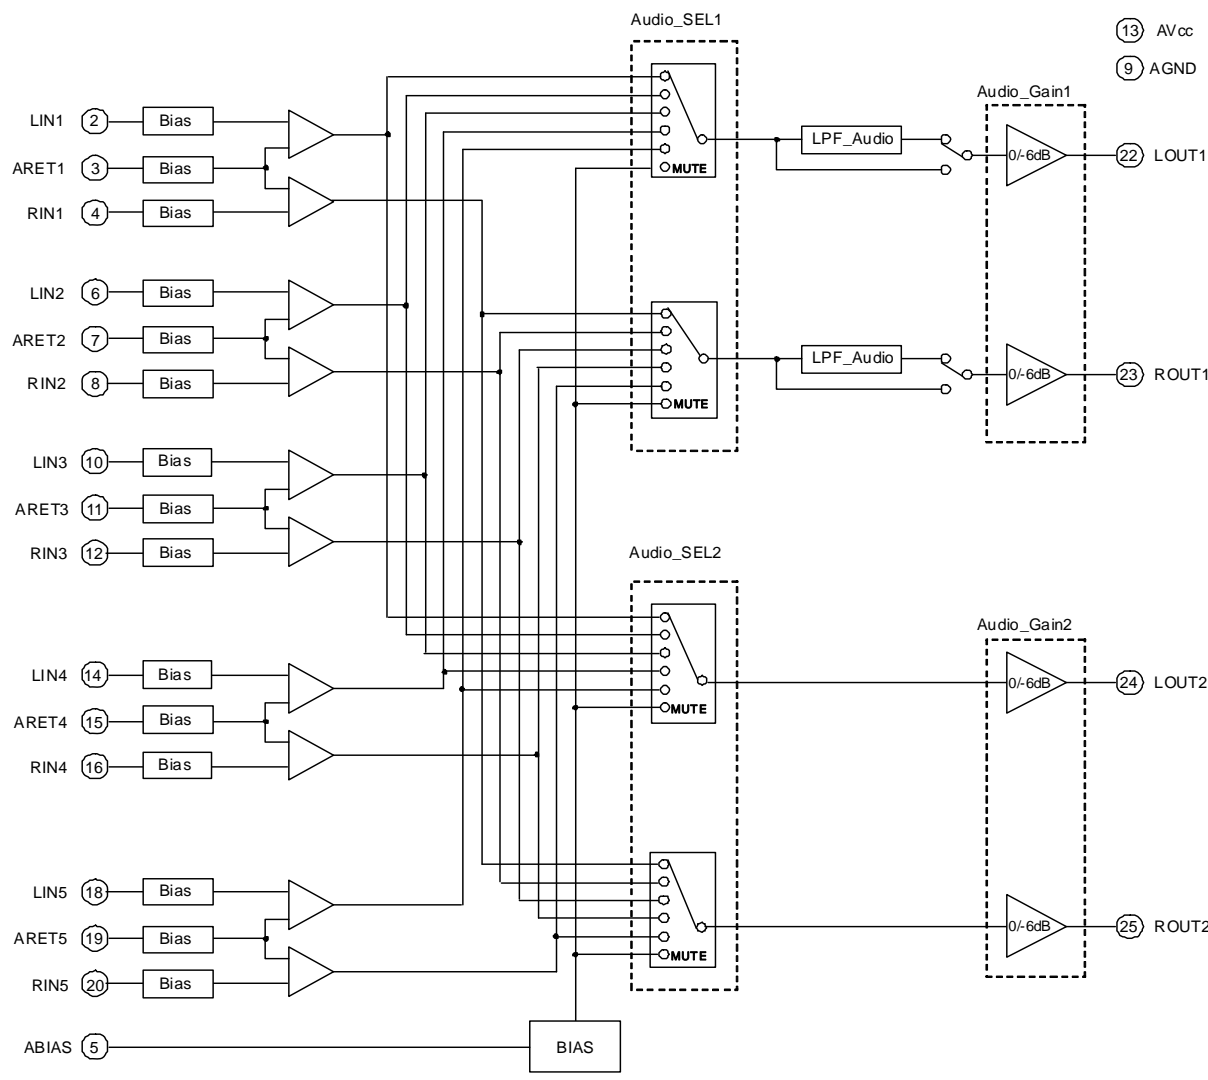 Audio_SEL1
13 AVcc
9 AGND
Audio_Gain1
LIN1 2 Bias
ARET1 3 Bias
RIN1 4 Bias
MUTE
LPF_Audio
0/-6dB
22 LOUT1
LIN2 6 Bias
ARET2 7 Bias
RIN2 8 Bias
MUTE
LPF_Audio
0/-6dB
23 ROUT1
LIN3 10 Bias
ARET3 11 Bias
RIN3 12 Bias
Audio_SEL2
Audio_Gain2
LIN4 14 Bias
ARET4 15 Bias
RIN4 16 Bias
MUTE
0/-6dB
24 LOUT2
LIN5 18 Bias
ARET5 19 Bias
RIN5 20 Bias
MUTE
0/-6dB
25 ROUT2
ABIAS 5 BIAS